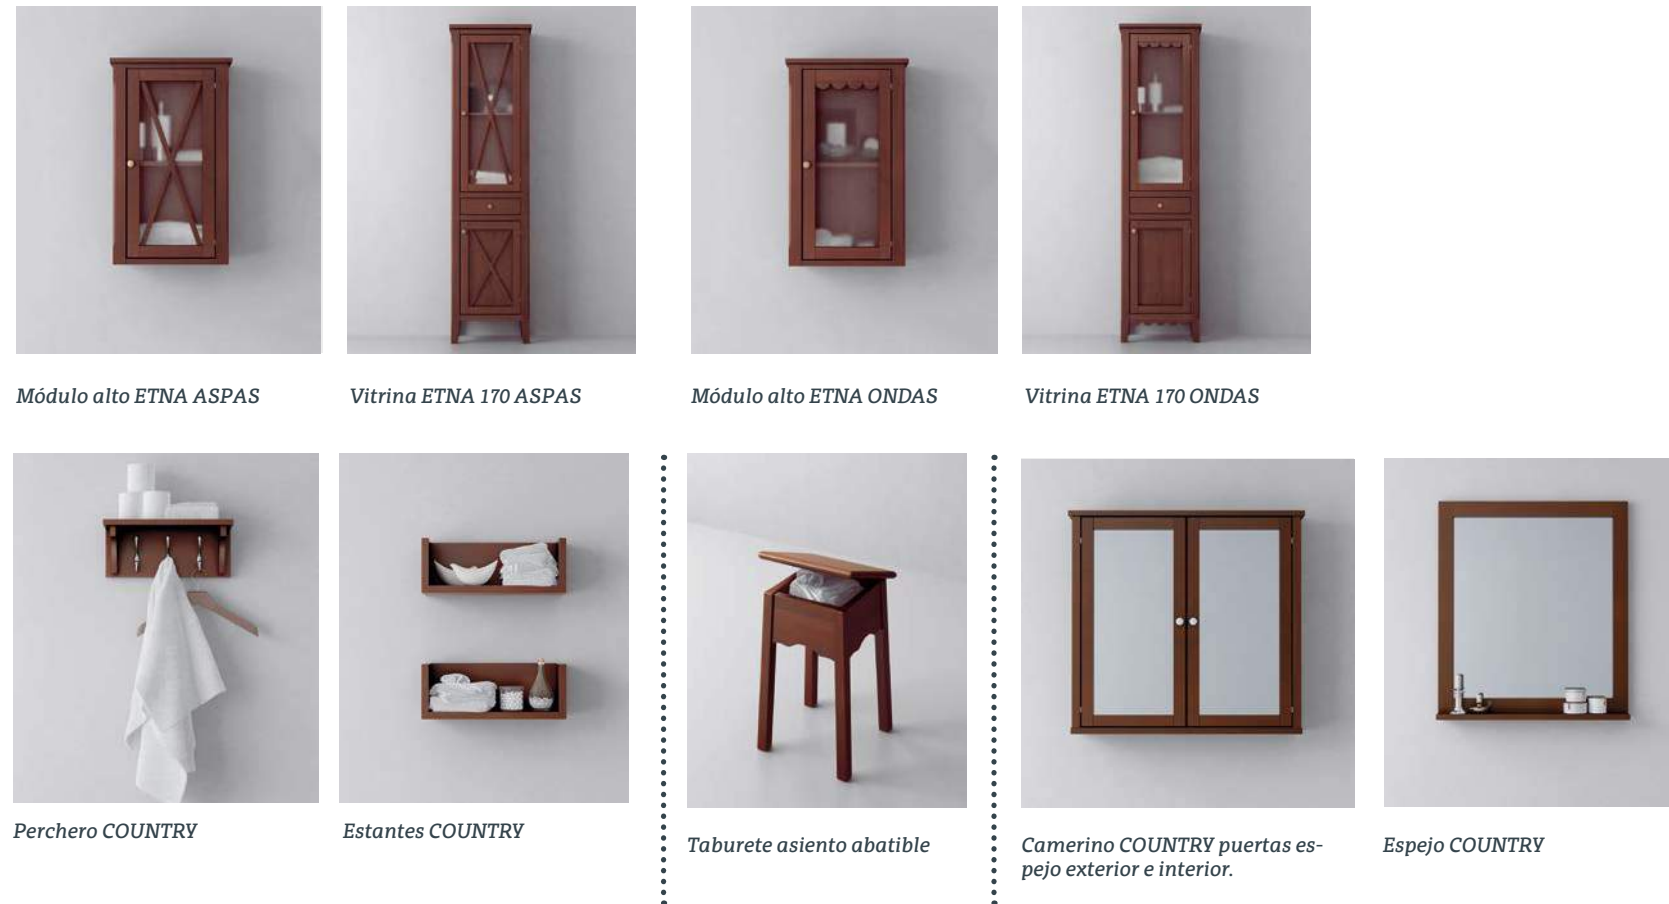 Módulo alto ETNA ASPAS
Vitrina ETNA 170 ASPAS
Módulo alto ETNA ONDAS
Vitrina ETNA 170 ONDAS
Perchero COUNTRY
Estantes COUNTRY
Taburete asiento abatible
Camerino COUNTRY puertas es-
pejo exterior e interior.
Espejo COUNTRY